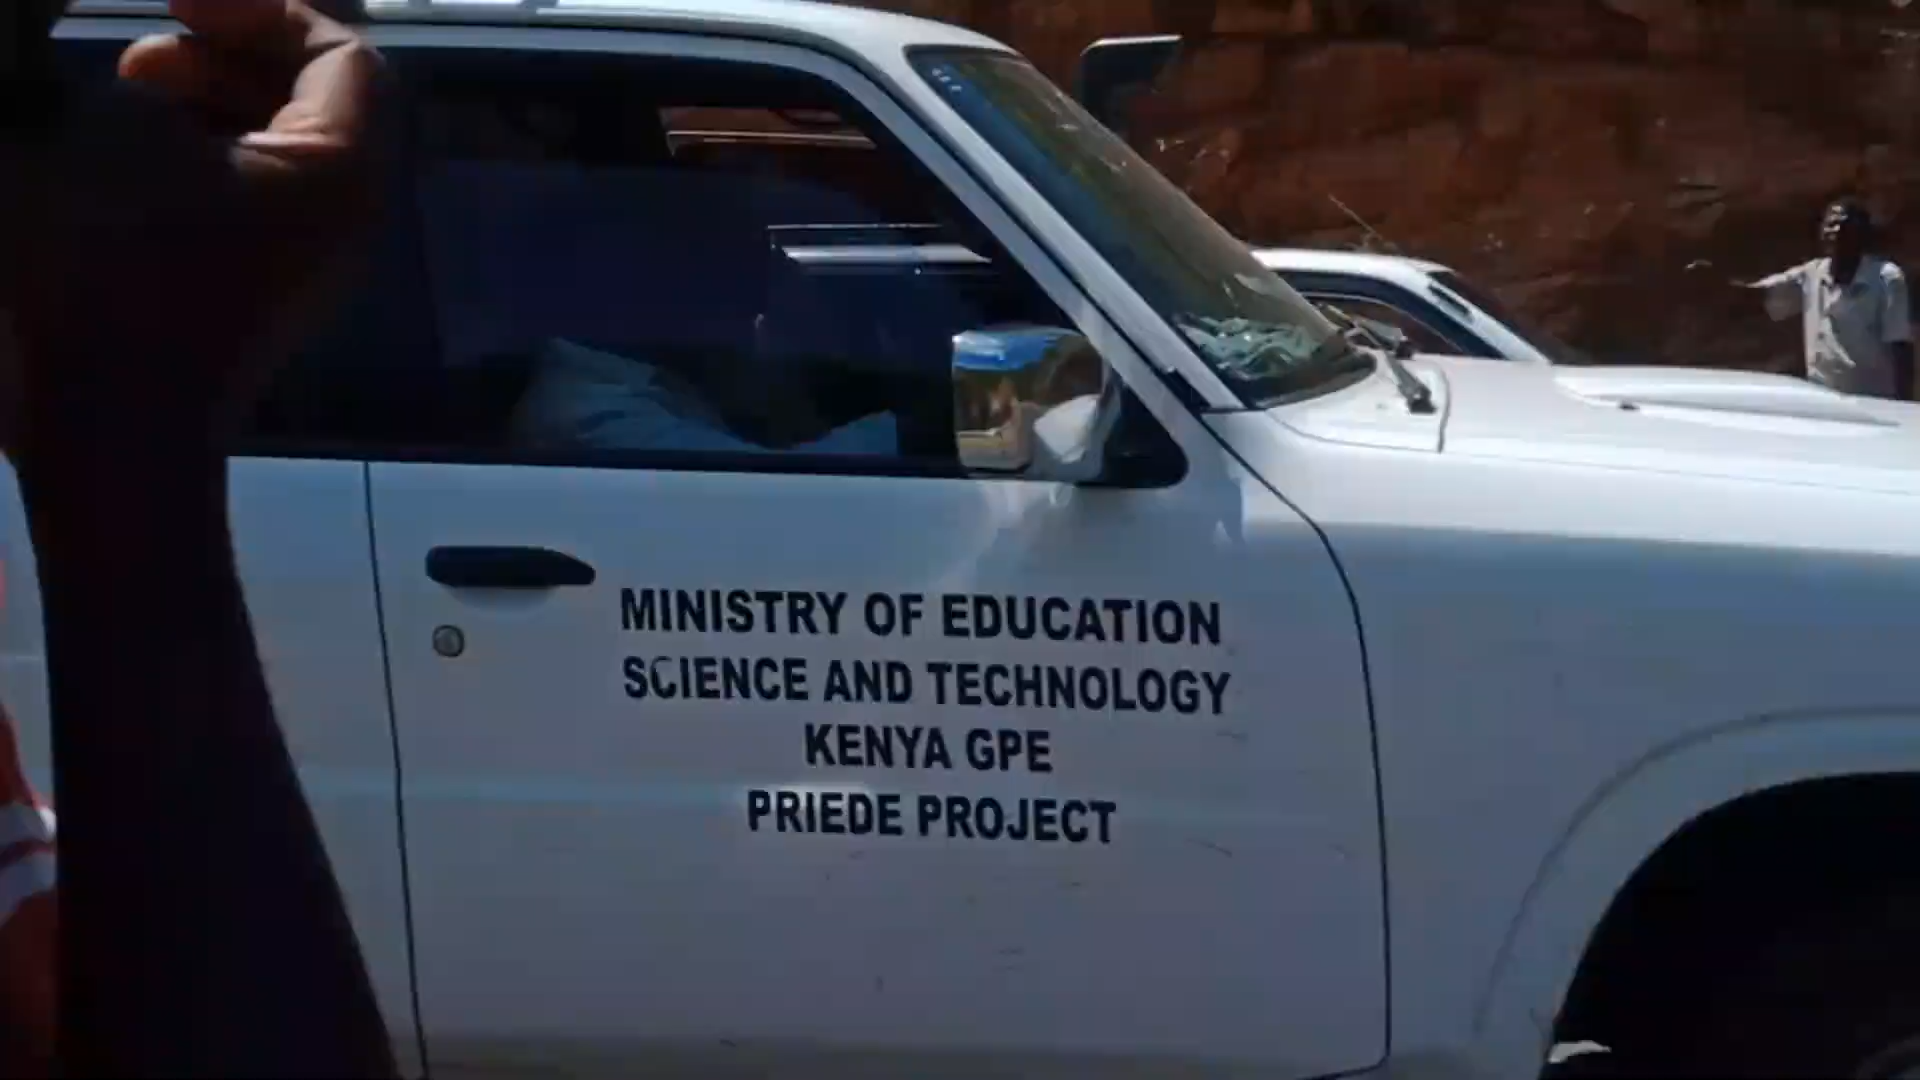 MINISTRY OF EDUCATION
SCIENCE AND TECHNOLOGY
KENYA GPE
PRIEDE PROJECT